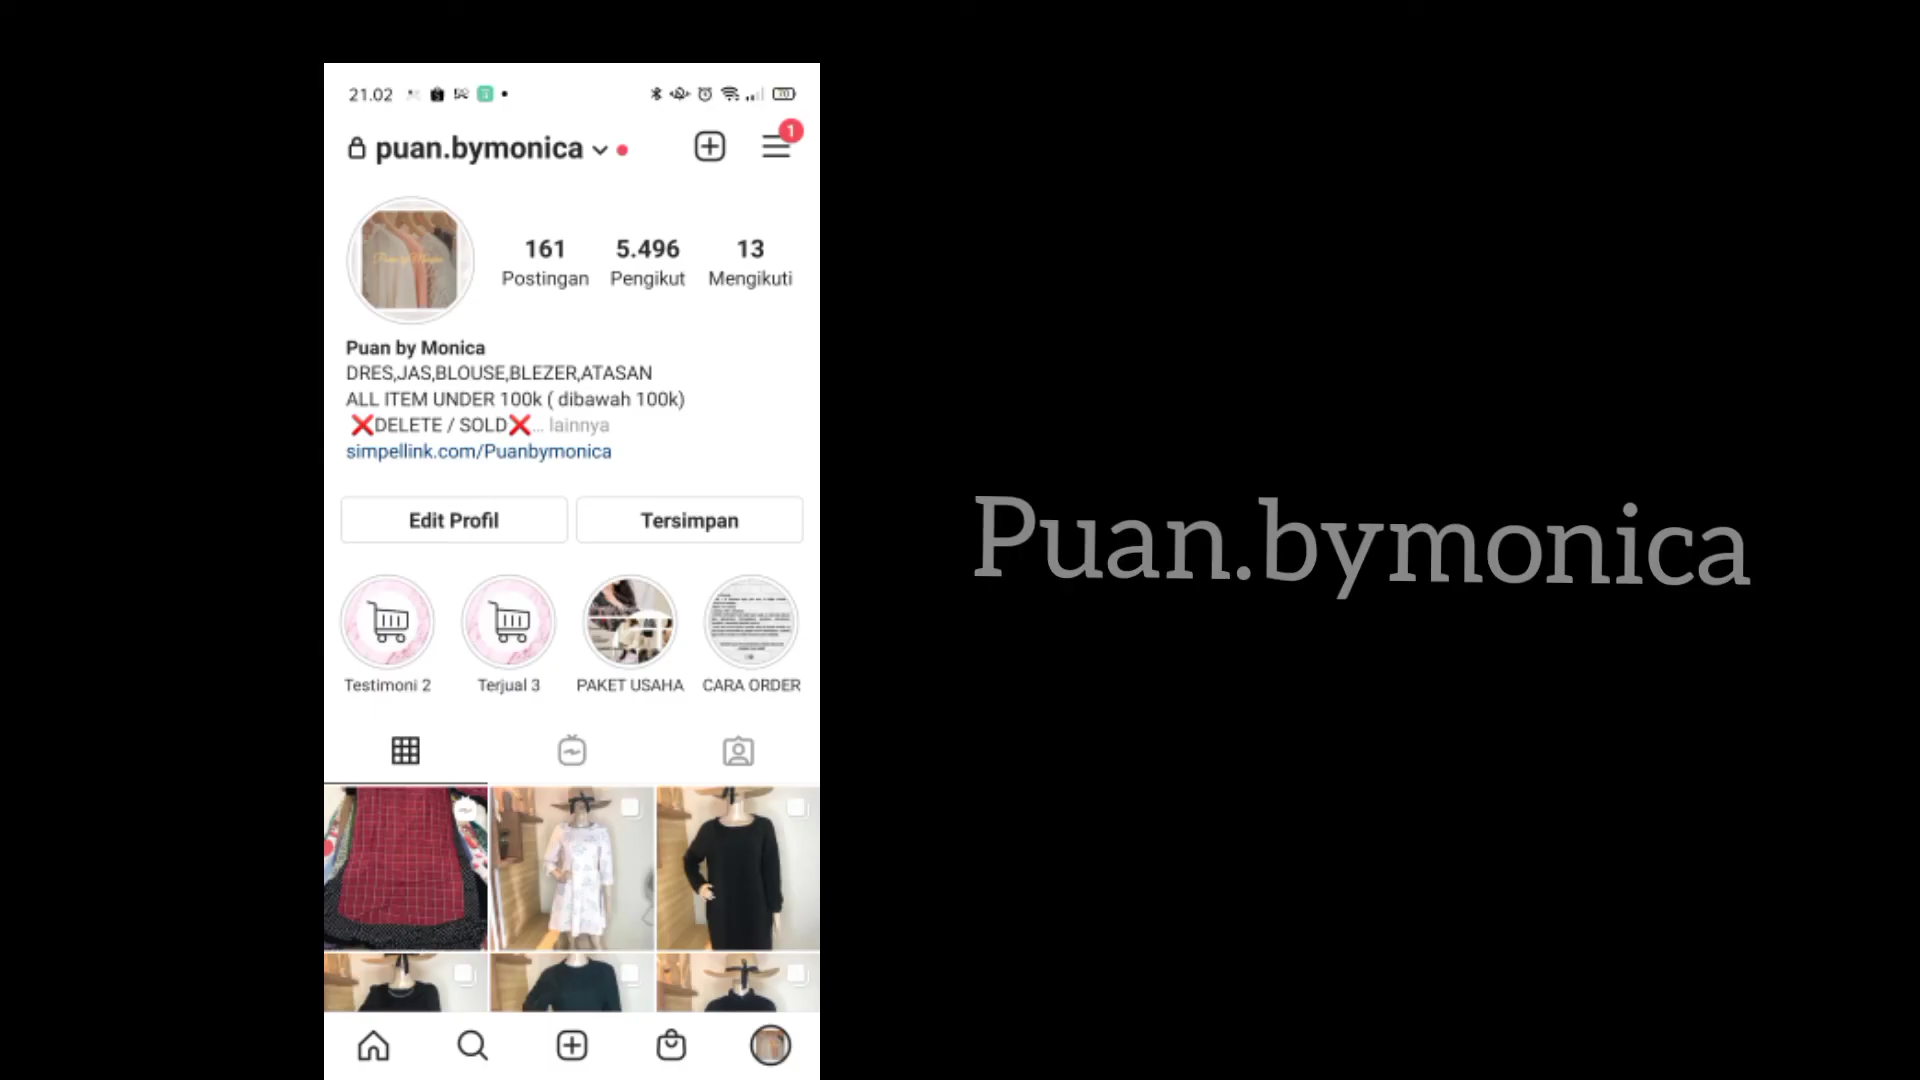 21.02
70
puan.bymonica
1
161 5.496 13
Postingan Pengikut Mengikuti
Puan by Monica
DRES,JAS,BLOUSE,BLEZER,ATASAN
ALL ITEM UNDER 100k ( dibawah 100k)
❌DELETE / SOLD❌... lainnya
simpellink.com/Puanbymonica
Edit Profil Tersimpan
Testimoni 2 Terjual 3 PAKET USAHA CARA ORDER
Puan.bymonica